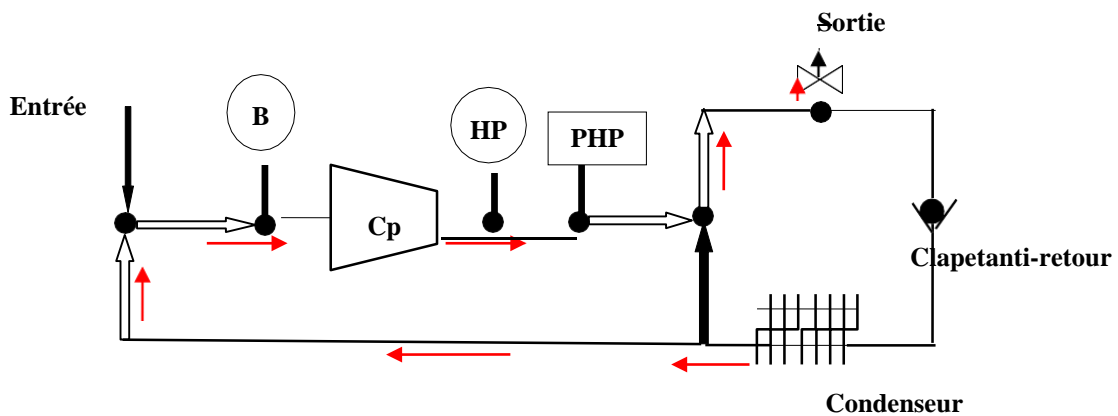 Sortie
Entrée
B
HP
PHP
Cp
Clapetanti-retour
Condenseur